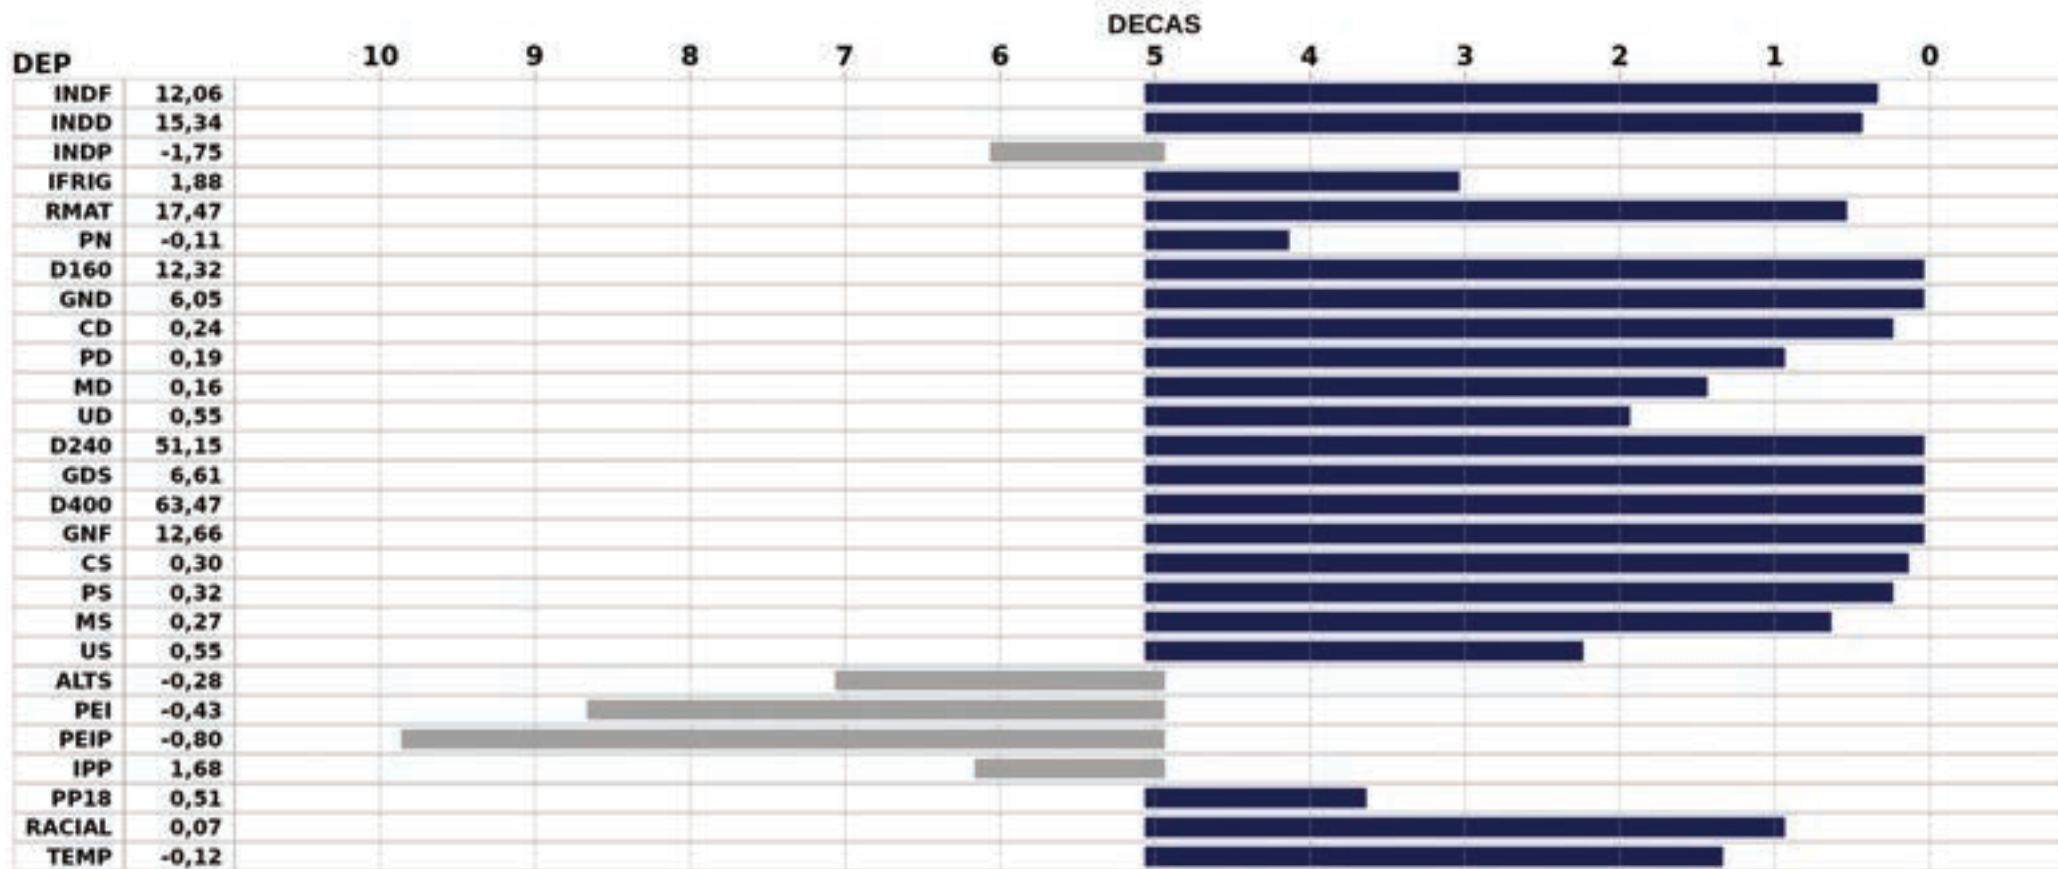 DECAS
DEP 10 9 8 7 6 5 4 3 2 1 0
INDF 12,06
INDD 15,34
INDP -1,75
IFRIG 1,88
RMAT 17,47
PN -0,11
D160 12,32
GND 6,05
CD 0,24
PD 0,19
MD 0,16
UD 0,55
D240 51,15
GDS 6,61
D400 63,47
GNF 12,66
CS 0,30
PS 0,32
MS 0,27
US 0,55
ALTS -0,28
PEI -0,43
PEIP -0,80
IPP 1,68
PP18 0,51
RACIAL 0,07
TEMP -0,12